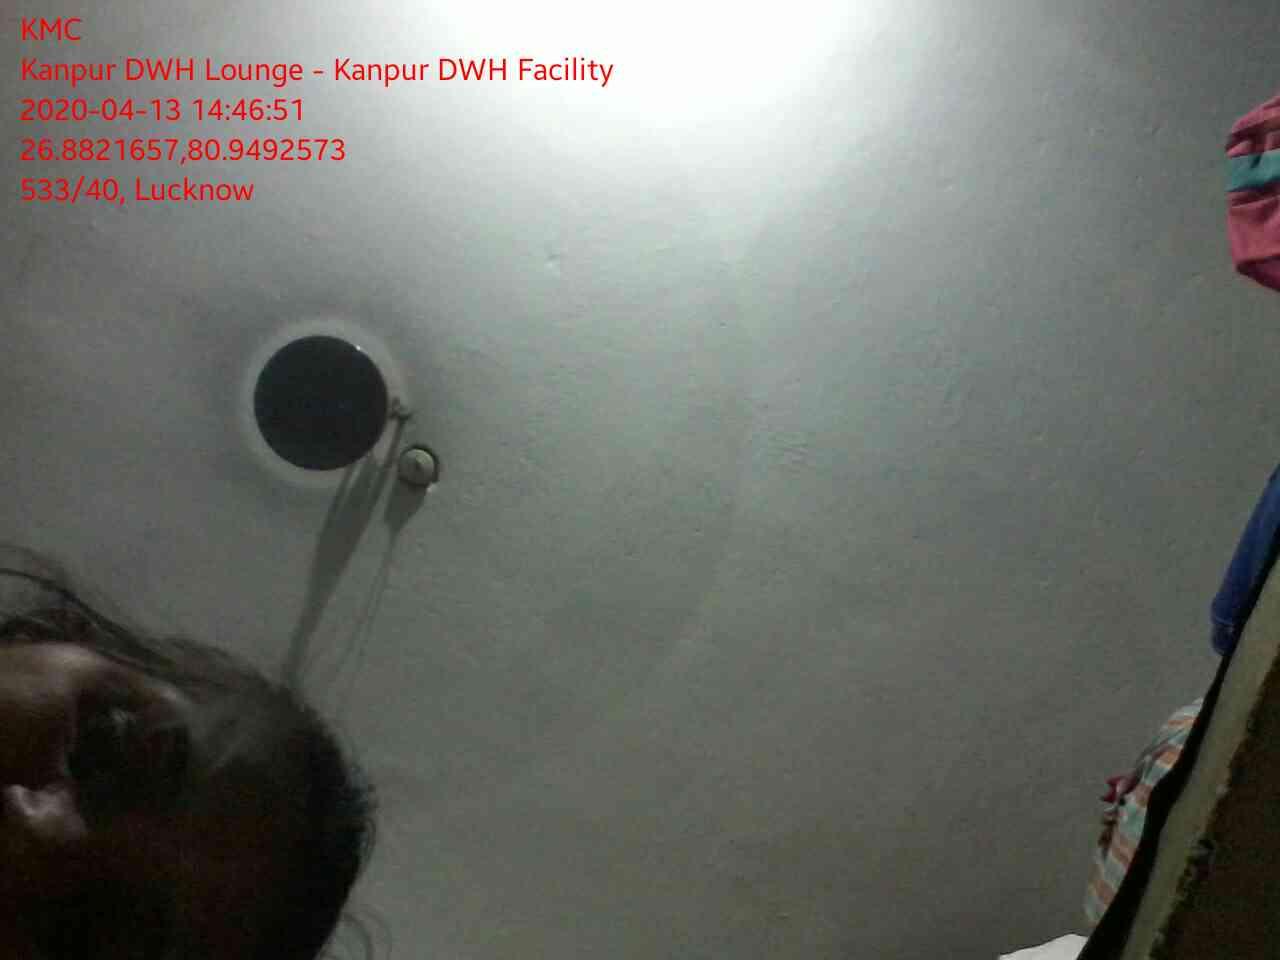 KMC
Kanpur DWH Lounge - Kanpur DWH Facility
2020-04-13 14:46:51
26.8821657,80.9492573
533/40, Lucknow